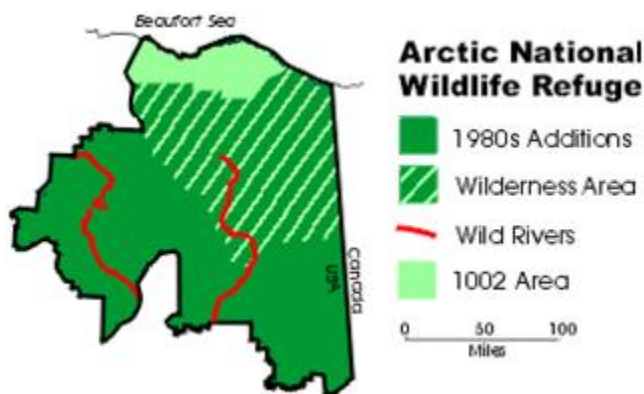 Beaufort Sea
Arctic National
Wildlife Refuge
1980s Additions
Wilderness Area
Wild Rivers
1002 Area
Canada
USA
0 50 100
Miles